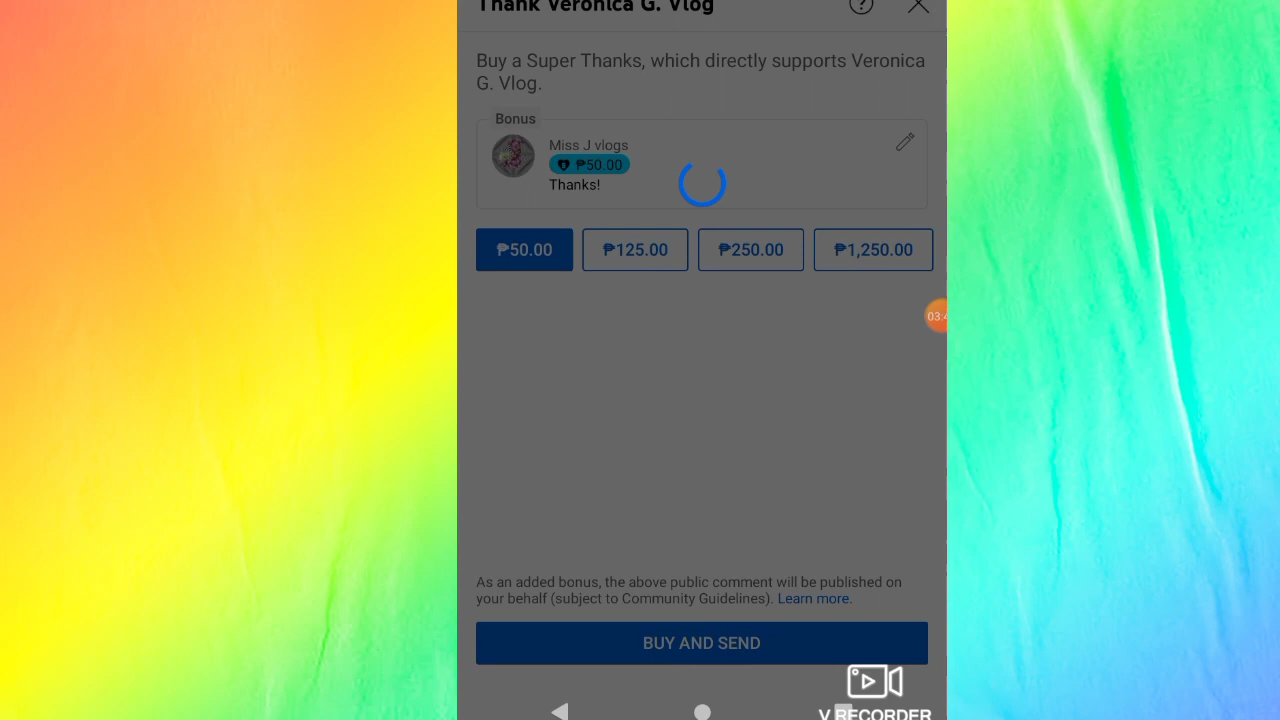 Thank Veronica G. Vlog
Buy a Super Thanks, which directly supports Veronica
G. Vlog.
Bonus
Miss J vlogs
₱50.00
Thanks!
₱50.00
₱125.00
₱250.00
₱1,250.00
03:4
As an added bonus, the above public comment will be published on
your behalf (subject to Community Guidelines). Learn more.
BUY AND SEND
V RECORDER